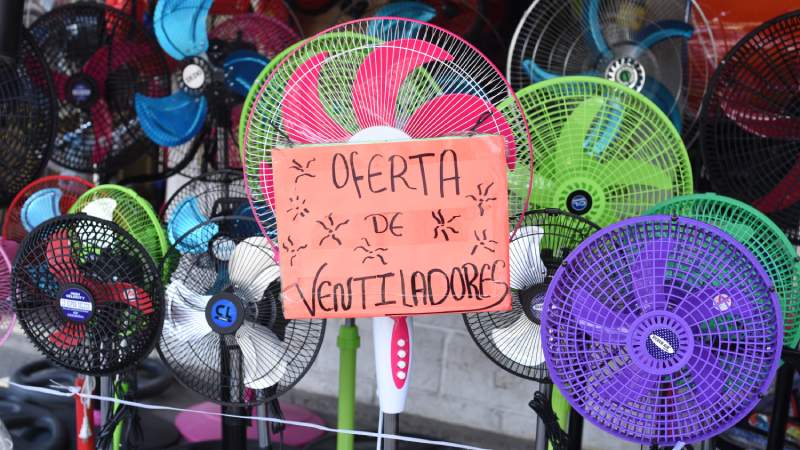 OFERTA
DE
VENTILADORES